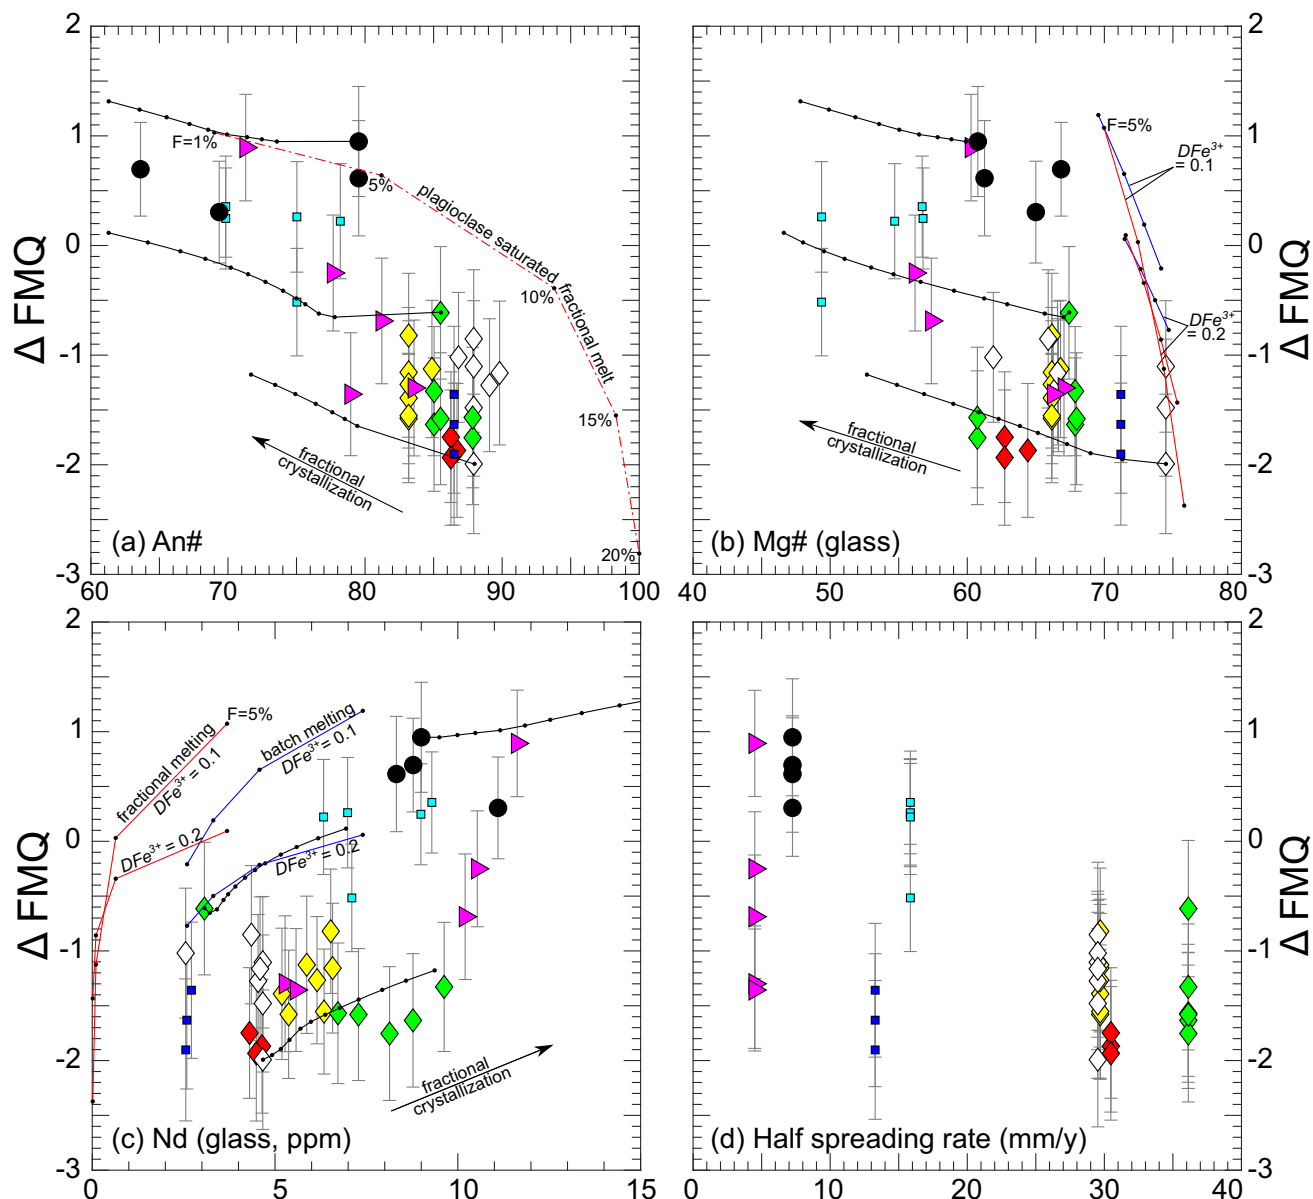 2
1
0
-1
-2
-3
Δ FMQ
F=1%
5%
plagioclase saturated
fractional melt
10%
15%
20%
fractional
crystallization
(a) An#
60
70
80
90
100
2
1
0
-1
-2
-3
Δ FMQ
F=5%
DFe³⁺
= 0.1
DFe³⁺
= 0.2
fractional
crystallization
(b) Mg# (glass)
40
50
60
70
80
2
1
0
-1
-2
-3
Δ FMQ
F=5%
fractional melting
DFe³⁺ = 0.1
batch melting
DFe³⁺ = 0.1
DFe³⁺ = 0.2
DFe³⁺ = 0.2
fractional
crystallization
(c) Nd (glass, ppm)
0
5
10
15
2
1
0
-1
-2
-3
Δ FMQ
(d) Half spreading rate (mm/y)
0
10
20
30
40